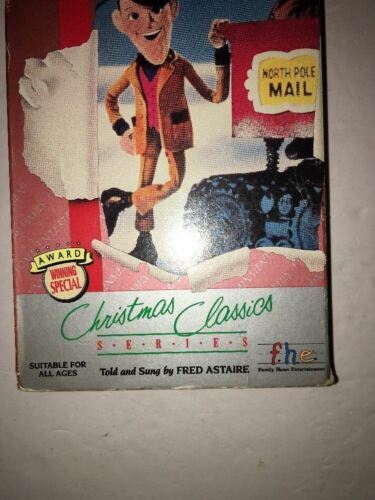 NORTH POLE
MAIL
AWARD
WINNING
SPECIAL
Christmas Classics
S·E·R·I·E·S
SUITABLE FOR
ALL AGES
Told and Sung by FRED ASTAIRE
f.h.e.
Family Home Entertainment